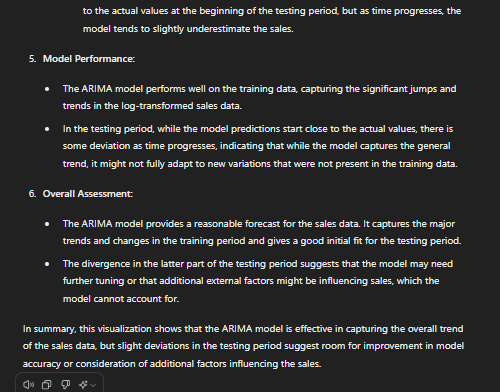 to the actual values at the beginning of the testing period, but as time progresses, the
model tends to slightly underestimate the sales.
5. Model Performance:
• The ARIMA model performs well on the training data, capturing the significant jumps and
trends in the log-transformed sales data.
• In the testing period, while the model predictions start close to the actual values, there is
some deviation as time progresses, indicating that while the model captures the general
trend, it might not fully adapt to new variations that were not present in the training data.
6. Overall Assessment:
• The ARIMA model provides a reasonable forecast for the sales data. It captures the major
trends and changes in the training period and gives a good initial fit for the testing period.
• The divergence in the latter part of the testing period suggests that the model may need
further tuning or that additional external factors might be influencing sales, which the
model cannot account for.
In summary, this visualization shows that the ARIMA model is effective in capturing the overall trend
of the sales data, but slight deviations in the testing period suggest room for improvement in model
accuracy or consideration of additional factors influencing the sales.